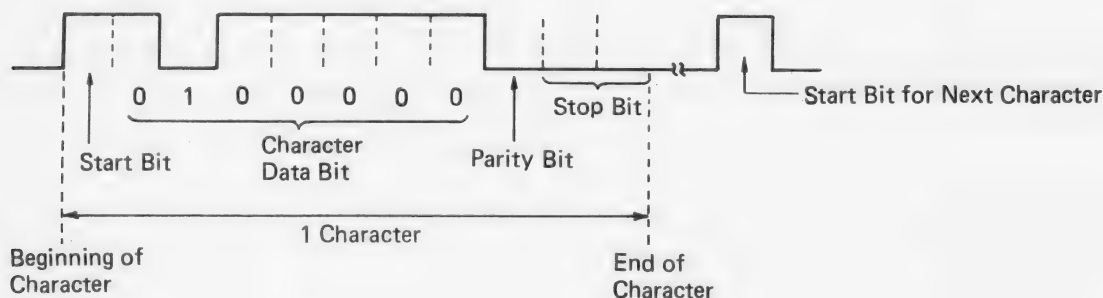 0 1 0 0 0 0 0
Stop Bit
Start Bit for Next Character
Start Bit
Character
Data Bit
Parity Bit
1 Character
Beginning of
Character
End of
Character